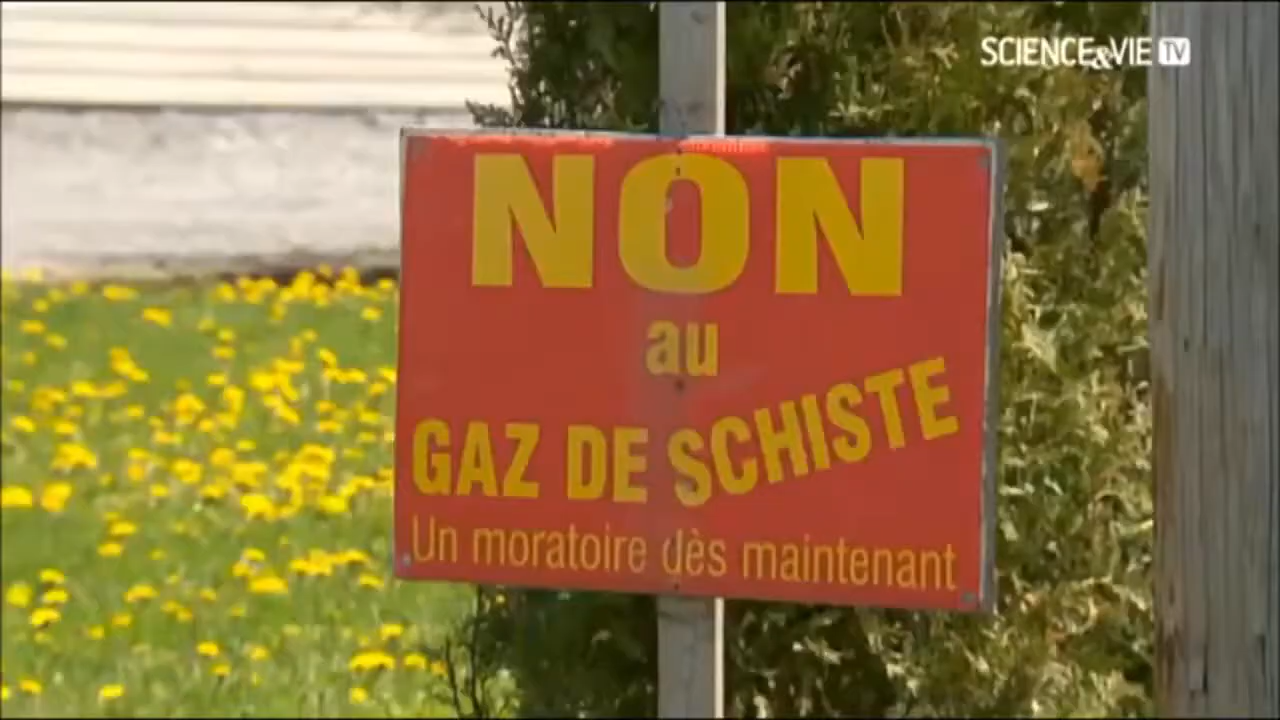 SCIENCE&VIE TV
NON
au
GAZ DE SCHISTE
Un moratoire dès maintenant